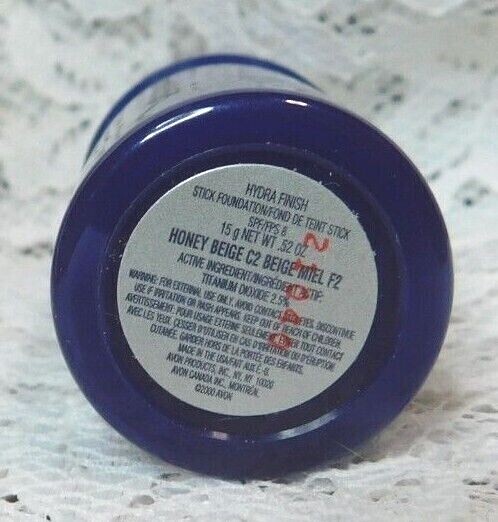 HYDRA FINISH
STICK FOUNDATION/FOND DE TEINT STICK
SPF/FPS 8
15 g NET WT .52 OZ.
HONEY BEIGE C2 BEIGE MIEL F2
ACTIVE INGREDIENT/INGRÉDIENT ACTIF:
TITANIUM DIOXIDE 2.5%
WARNING: FOR EXTERNAL USE ONLY. AVOID CONTACT EYES. DISCONTINUE
USE IF IRRITATION OR RASH APPEARS. KEEP OUT OF REACH OF CHILDREN.
AVERTISSEMENT: POUR USAGE EXTERNE SEULEMENT. TOUT CONTACT
AVEC LES YEUX. CESSER D'UTILISER EN CAS D'IRRITATION OU D'ÉRUPTION
CUTANÉE. GARDER HORS DE LA PORTÉE DES ENFANTS.
MADE IN THE USA/FAIT AUX É.-U.
AVON PRODUCTS, INC., NY, NY 10020
AVON CANADA INC. MONTRÉAL
©2000 AVON